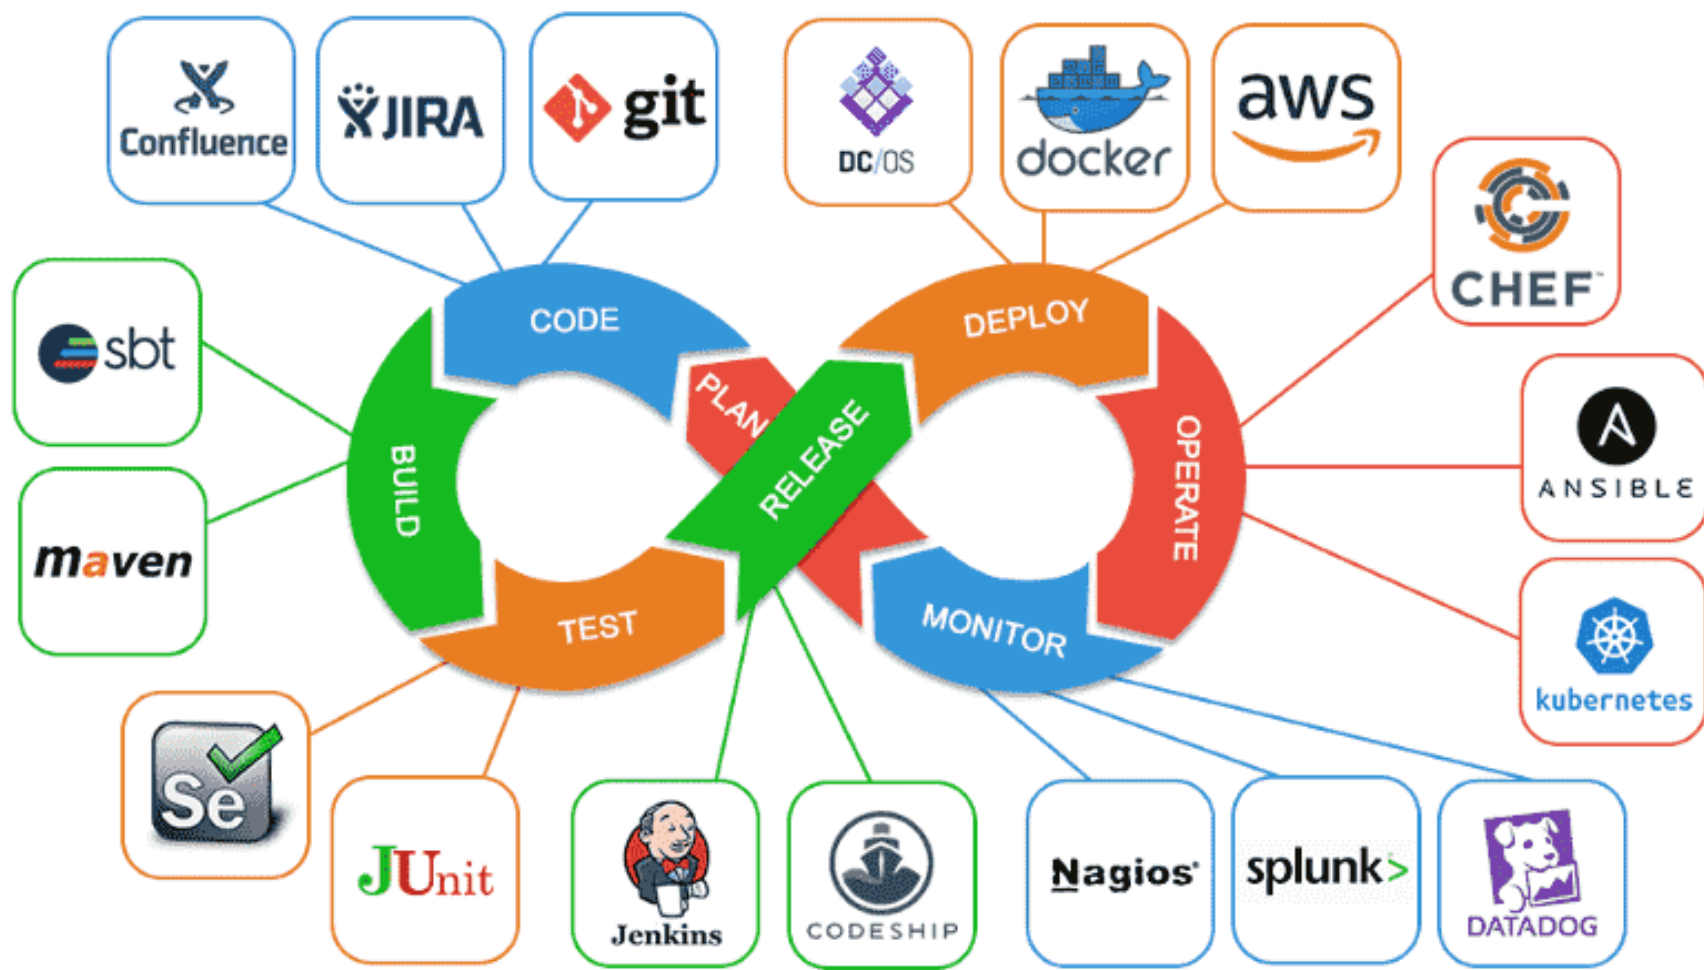 Confluence
JIRA
git
DC/OS
docker
aws
CHEF™
sbt
CODE
DEPLOY
PLAN
RELEASE
BUILD
OPERATE
ANSIBLE
maven
TEST
MONITOR
kubernetes
Se
JUnit
Jenkins
CODESHIP
Nagios®
splunk>
DATADOG